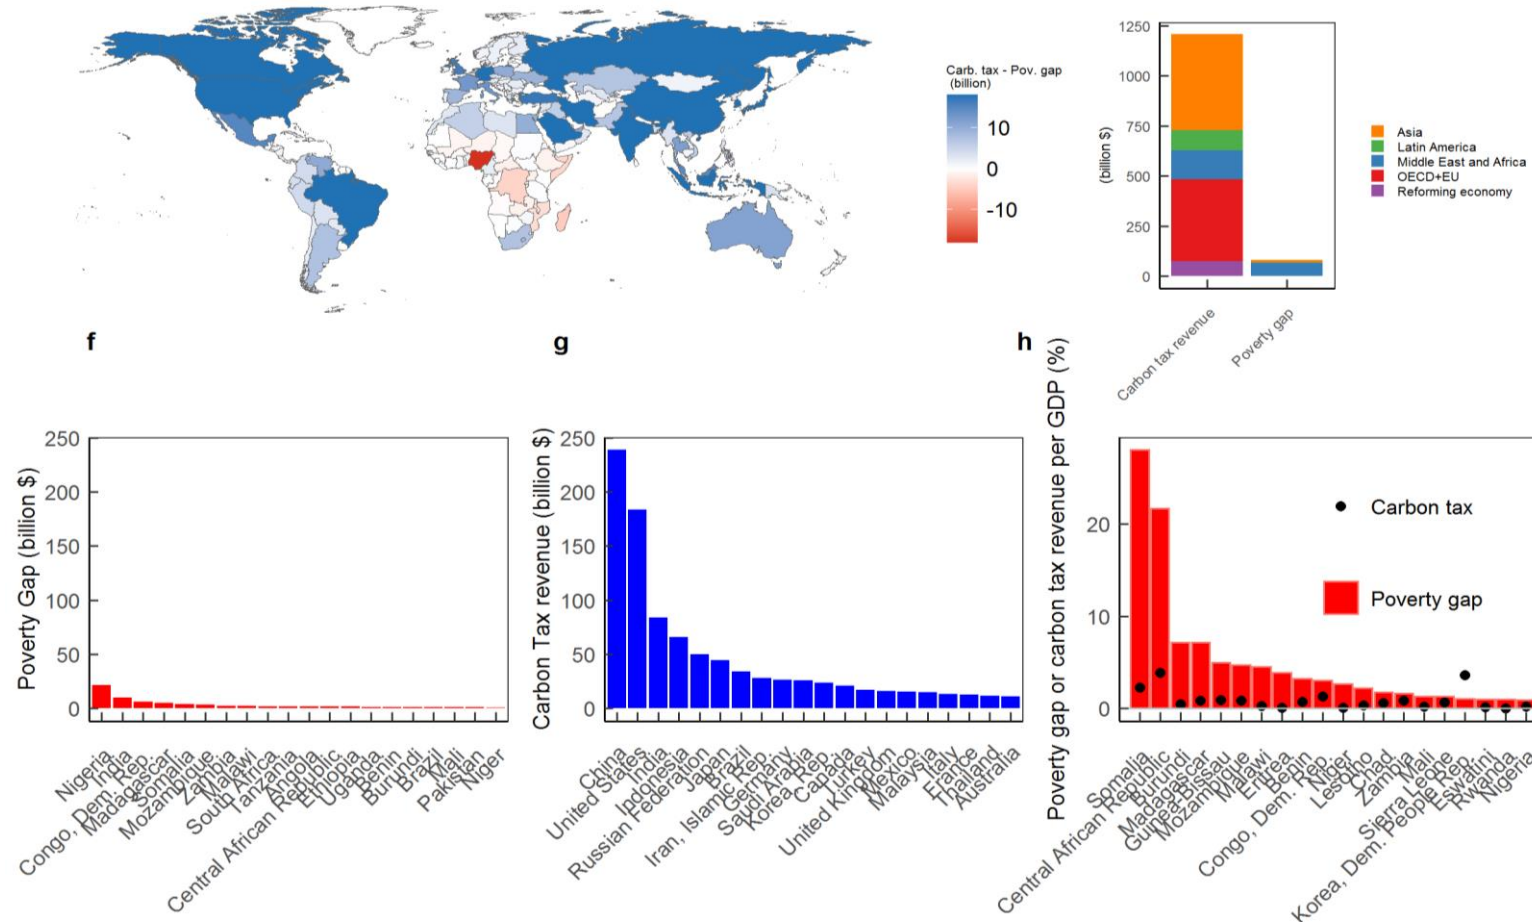 Carb. tax - Pov. gap
(billion)
10
0
-10
1250
1000
750
500
250
0
(billion $)
Carbon tax revenue
Poverty gap
Asia
Latin America
Middle East and Africa
OECD+EU
Reforming economy
f
g
h
Poverty Gap (billion $)
250
200
150
100
50
0
Nigeria
India
Congo, Dem. Rep.
Madagascar
Somalia
Mozambique
Zambia
Malawi
South Africa
Tanzania
Angola
Central African Republic
Ethiopia
Uganda
Benin
Burundi
Brazil
Mali
Pakistan
Niger
Carbon Tax revenue (billion $)
250
200
150
100
50
0
China
United States
India
Indonesia
Russian Federation
Japan
Brazil
Iran, Islamic Rep.
Germany
Saudi Arabia
Korea, Rep.
Canada
Turkey
United Kingdom
Mexico
Malaysia
Italy
France
Thailand
Australia
Poverty gap or carbon tax revenue per GDP (%)
20
10
0
Carbon tax
Poverty gap
Somalia
Central African Republic
Burundi
Madagascar
Guinea-Bissau
Mozambique
Malawi
Eritrea
Benin
Congo, Dem. Rep.
Niger
Lesotho
Chad
Zambia
Mali
Sierra Leone
Korea, Dem. People Rep.
Eswatini
Rwanda
Nigeria